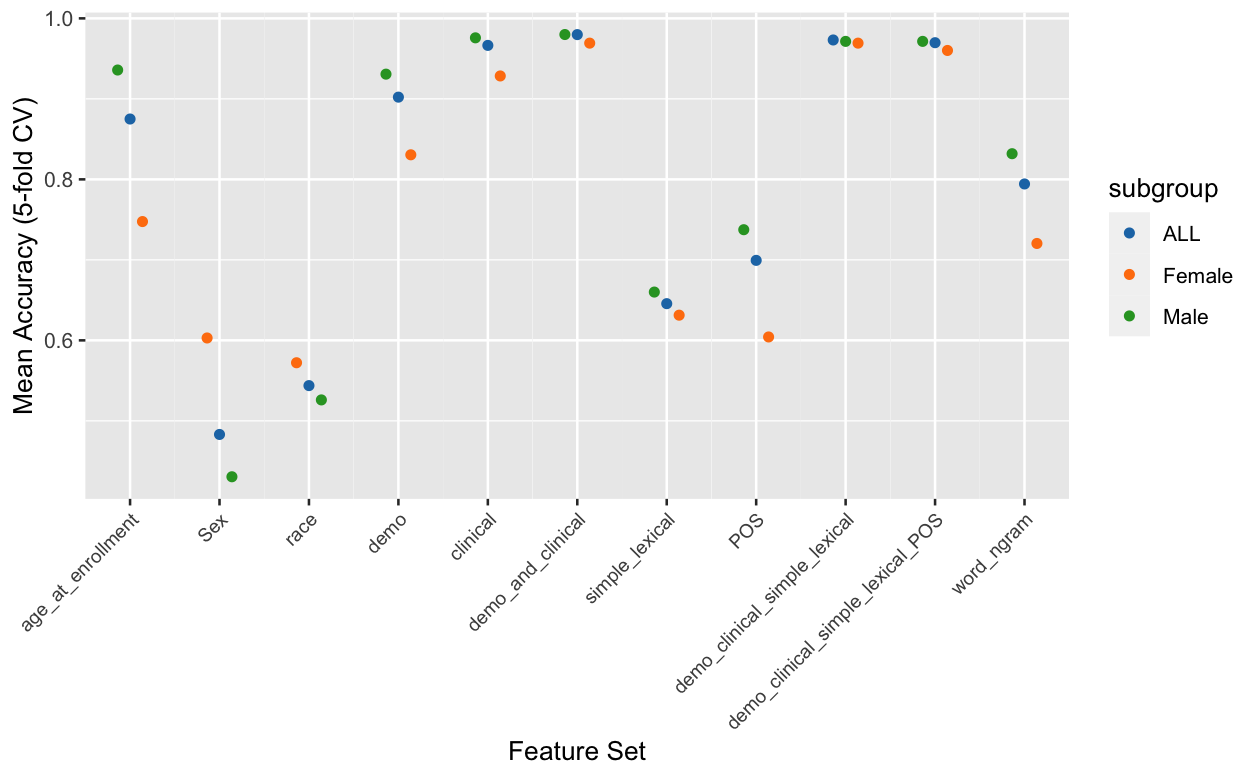 1.0
0.8
0.6
Mean Accuracy (5-fold CV)
age_at_enrollment
Sex
race
demo
clinical
demo_and_clinical
simple_lexical
POS
demo_clinical_simple_lexical
demo_clinical_simple_lexical_POS
word_ngram
Feature Set
subgroup
ALL
Female
Male